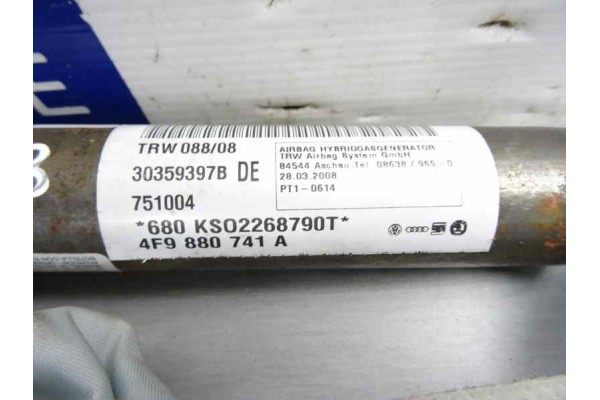 TRW 088/08
30359397B DE
751004
AIRBAG HYBRIDGASGENERATOR
TRW Airbag System GmbH
84544 Aschau Tel. 08638 / 965-0
28.03.2008
PT1-0614
*680 KS02268790T*
4F9 880 741 A